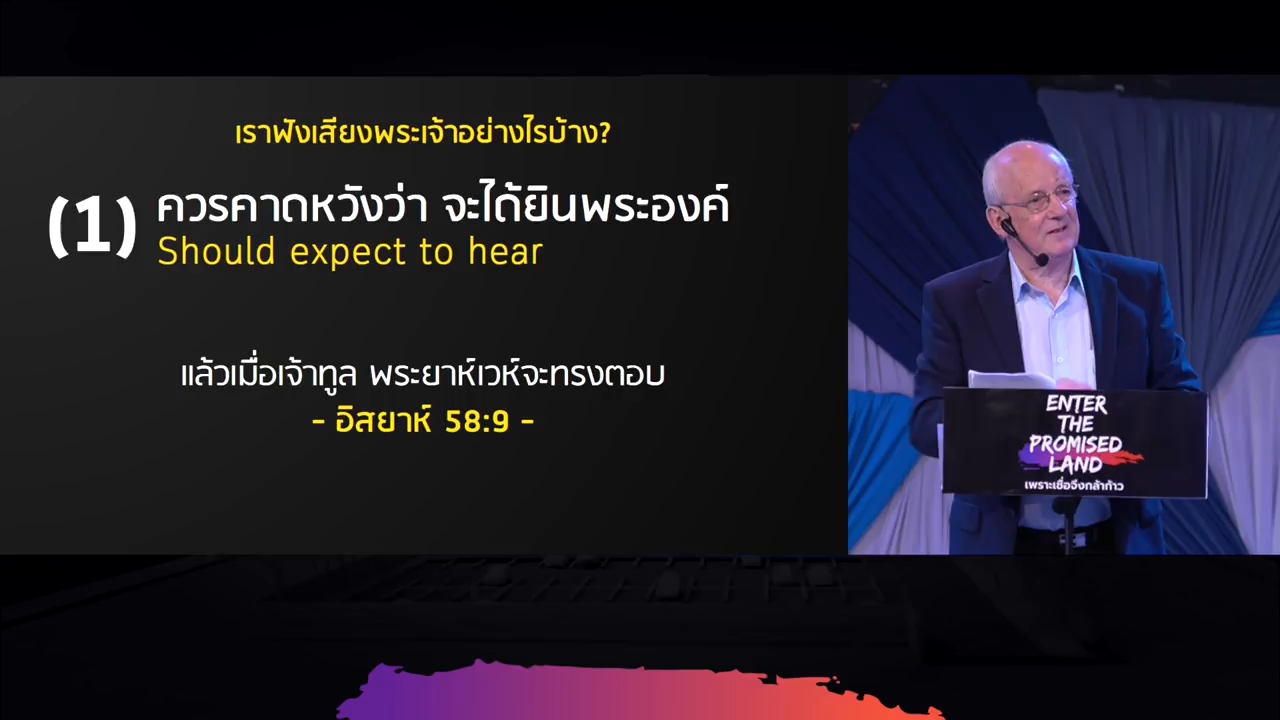 เราฟังเสียงพระเจ้าอย่างไรบ้าง?
(1) ควรคาดหวังว่า จะได้ยินพระองค์
Should expect to hear
แล้วเมื่อเจ้าทูล พระยาห์เวห์จะทรงตอบ
- อิสยาห์ 58:9 -
ENTER
THE
PROMISED
LAND
เพราะเชื่อจึงกล้าก้าว